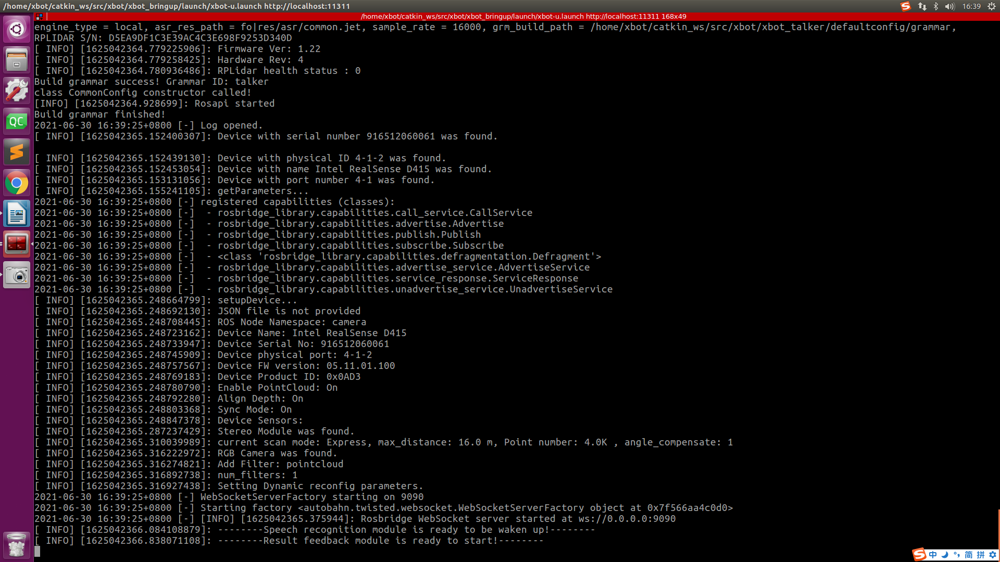 /home/xbot/catkin_ws/src/xbot/xbot_bringup/launch/xbot-u.launch http://localhost:11311
16:39
/home/xbot/catkin_ws/src/xbot/xbot_bringup/launch/xbot-u.launch http://localhost:11311 168x49
engine_type = local, asr_res_path = fo|res/asr/common.jet, sample_rate = 16000, grm_build_path = /home/xbot/catkin_ws/src/xbot/xbot_talker/defaultconfig/grammar,
RPLIDAR S/N: D5EA9DF1C3E39AC4C3E698F9253D340D
[ INFO] [1625042364.779225906]: Firmware Ver: 1.22
[ INFO] [1625042364.779258425]: Hardware Rev: 4
[ INFO] [1625042364.780936486]: RPLidar health status : 0
Build grammar success! Grammar ID: talker
class CommonConfig constructor called!
[INFO] [1625042364.928699]: Rosapi started
Build grammar finished!
2021-06-30 16:39:25+0800 [-] Log opened.
[ INFO] [1625042365.152400307]: Device with serial number 916512060061 was found.
[ INFO] [1625042365.152439130]: Device with physical ID 4-1-2 was found.
[ INFO] [1625042365.152453054]: Device with name Intel RealSense D415 was found.
[ INFO] [1625042365.153131056]: Device with port number 4-1 was found.
[ INFO] [1625042365.155241105]: getParameters...
2021-06-30 16:39:25+0800 [-] registered capabilities (classes):
2021-06-30 16:39:25+0800 [-]  - rosbridge_library.capabilities.call_service.CallService
2021-06-30 16:39:25+0800 [-]  - rosbridge_library.capabilities.advertise.Advertise
2021-06-30 16:39:25+0800 [-]  - rosbridge_library.capabilities.publish.Publish
2021-06-30 16:39:25+0800 [-]  - rosbridge_library.capabilities.subscribe.Subscribe
2021-06-30 16:39:25+0800 [-]  - <class 'rosbridge_library.capabilities.defragmentation.Defragment'>
2021-06-30 16:39:25+0800 [-]  - rosbridge_library.capabilities.advertise_service.AdvertiseService
2021-06-30 16:39:25+0800 [-]  - rosbridge_library.capabilities.service_response.ServiceResponse
2021-06-30 16:39:25+0800 [-]  - rosbridge_library.capabilities.unadvertise_service.UnadvertiseService
[ INFO] [1625042365.248664799]: setupDevice...
[ INFO] [1625042365.248692130]: JSON file is not provided
[ INFO] [1625042365.248708445]: ROS Node Namespace: camera
[ INFO] [1625042365.248723162]: Device Name: Intel RealSense D415
[ INFO] [1625042365.248733947]: Device Serial No: 916512060061
[ INFO] [1625042365.248745909]: Device physical port: 4-1-2
[ INFO] [1625042365.248757567]: Device FW version: 05.11.01.100
[ INFO] [1625042365.248769183]: Device Product ID: 0x0AD3
[ INFO] [1625042365.248780790]: Enable PointCloud: On
[ INFO] [1625042365.248792280]: Align Depth: On
[ INFO] [1625042365.248803368]: Sync Mode: On
[ INFO] [1625042365.248847378]: Device Sensors:
[ INFO] [1625042365.287237429]: Stereo Module was found.
[ INFO] [1625042365.310039989]: current scan mode: Express, max_distance: 16.0 m, Point number: 4.0K , angle_compensate: 1
[ INFO] [1625042365.316222972]: RGB Camera was found.
[ INFO] [1625042365.316274821]: Add Filter: pointcloud
[ INFO] [1625042365.316892738]: num_filters: 1
[ INFO] [1625042365.316927438]: Setting Dynamic reconfig parameters.
2021-06-30 16:39:25+0800 [-] WebSocketServerFactory starting on 9090
2021-06-30 16:39:25+0800 [-] Starting factory <autobahn.twisted.websocket.WebSocketServerFactory object at 0x7f566aa4c0d0>
2021-06-30 16:39:25+0800 [-] [INFO] [1625042365.375944]: Rosbridge WebSocket server started at ws://0.0.0.0:9090
[ INFO] [1625042366.084108879]: --------Speech recognition module is ready to be waken up!--------
[ INFO] [1625042366.838071108]: --------Result feedback module is ready to start!--------
QC
S
中
简
拼